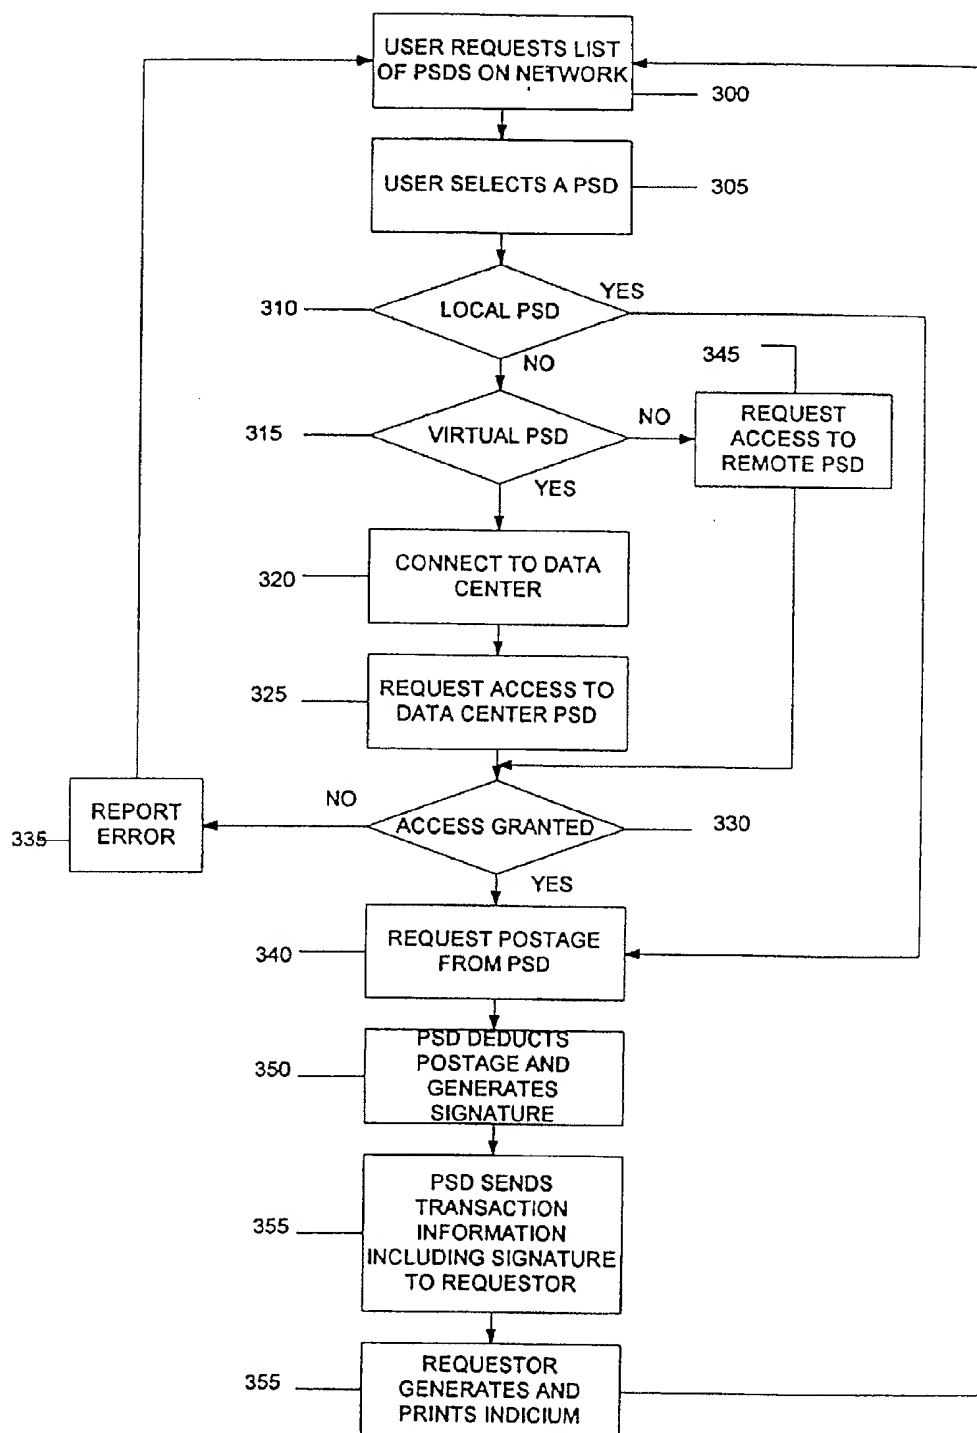 USER REQUESTS LIST
OF PSDS ON NETWORK
300
USER SELECTS A PSD
305
310
LOCAL PSD
YES
NO
345
315
VIRTUAL PSD
NO
REQUEST
ACCESS TO
REMOTE PSD
YES
320
CONNECT TO DATA
CENTER
325
REQUEST ACCESS TO
DATA CENTER PSD
NO
REPORT
ERROR
335
ACCESS GRANTED
330
YES
340
REQUEST POSTAGE
FROM PSD
350
PSD DEDUCTS
POSTAGE AND
GENERATES
SIGNATURE
355
PSD SENDS
TRANSACTION
INFORMATION
INCLUDING SIGNATURE
TO REQUESTOR
355
REQUESTOR
GENERATES AND
PRINTS INDICIUM